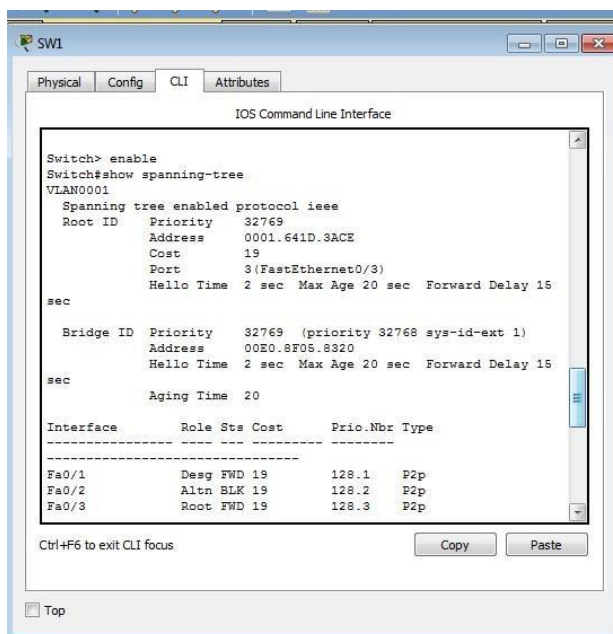 SW1
Physical Config CLI Attributes
IOS Command Line Interface
Switch> enable
Switch#show spanning-tree
VLAN0001
Spanning tree enabled protocol ieee
Root ID Priority 32769
Address 0001.641D.3ACE
Cost 19
Port 3(FastEthernet0/3)
Hello Time 2 sec Max Age 20 sec Forward Delay 15
sec
Bridge ID Priority 32769 (priority 32768 sys-id-ext 1)
Address 00E0.8F05.8320
Hello Time 2 sec Max Age 20 sec Forward Delay 15
sec
Aging Time 20
Interface Role Sts Cost Prio.Nbr Type
---------------- ---- --- --------- --------
--------------------------------
Fa0/1 Desg FWD 19 128.1 P2p
Fa0/2 Altn BLK 19 128.2 P2p
Fa0/3 Root FWD 19 128.3 P2p
Ctrl+F6 to exit CLI focus
Copy Paste
Top